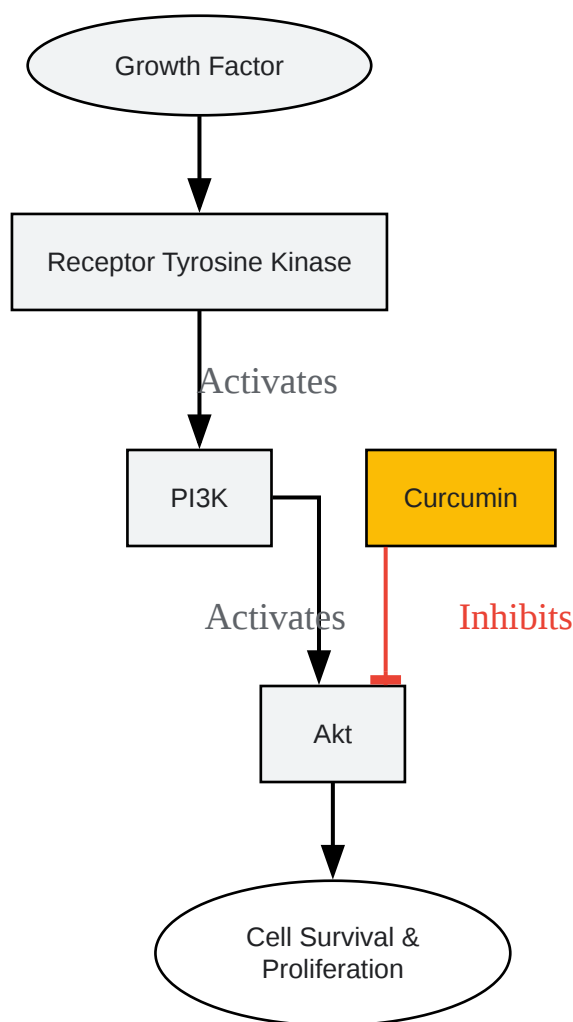 Growth Factor
Receptor Tyrosine Kinase
Activates
PI3K
Curcumin
Activates
Inhibits
Akt
Cell Survival &
Proliferation